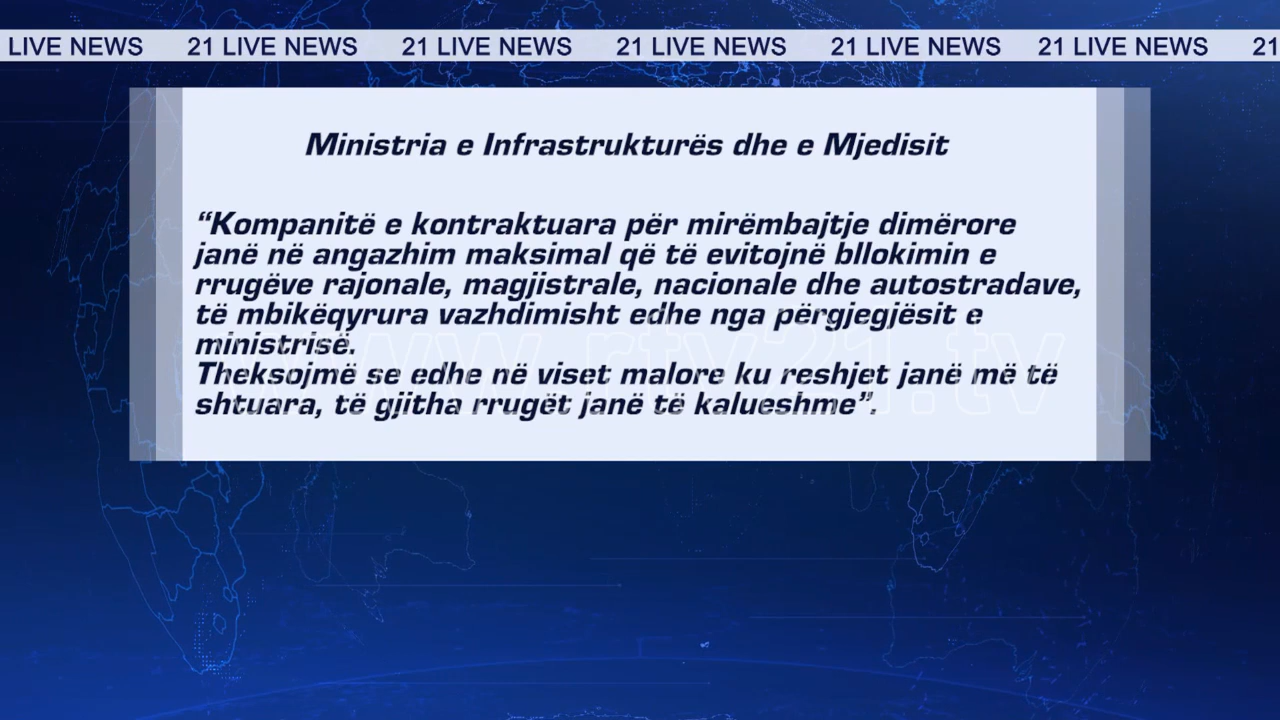 LIVE NEWS 21 LIVE NEWS 21 LIVE NEWS 21 LIVE NEWS 21 LIVE NEWS 21 LIVE NEWS 21
Ministria e Infrastrukturës dhe e Mjedisit
“Kompanitë e kontraktuara për mirëmbajtje dimërore
janë në angazhim maksimal që të evitojnë bllokimin e
rrugëve rajonale, magjistrale, nacionale dhe autostradave,
të mbikëqyrura vazhdimisht edhe nga përgjegjësit e
ministrisë.
www.rtv21.tv
Theksojmë se edhe në viset malore ku reshjet janë më të
shtuara, të gjitha rrugët janë të kalueshme”.